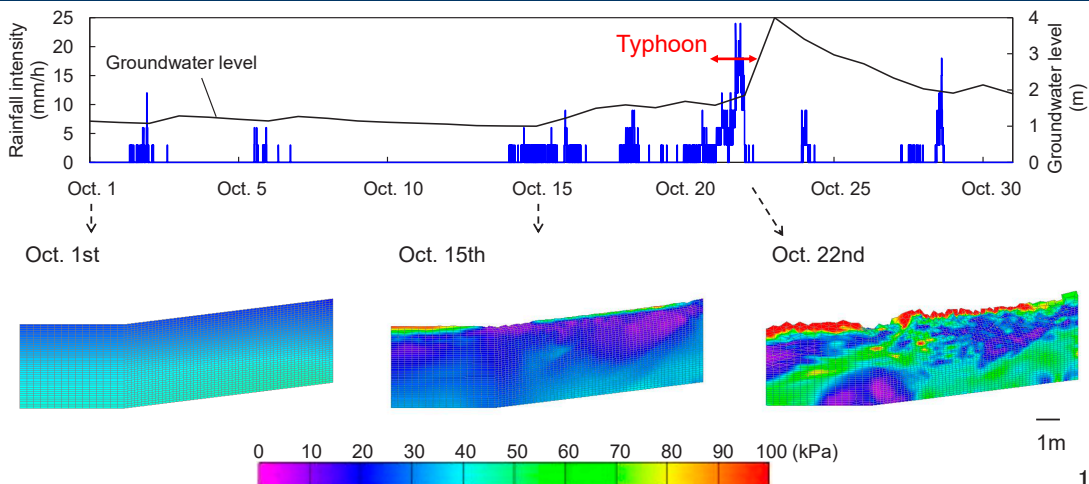 Rainfall intensity
(mm/h)
25
20
15
10
5
0
Groundwater level
Typhoon
4
3
2
1
0
Groundwater level
(m)
Oct. 1
Oct. 5
Oct. 10
Oct. 15
Oct. 20
Oct. 25
Oct. 30
Oct. 1st
Oct. 15th
Oct. 22nd
1m
0 10 20 30 40 50 60 70 80 90 100 (kPa)
1